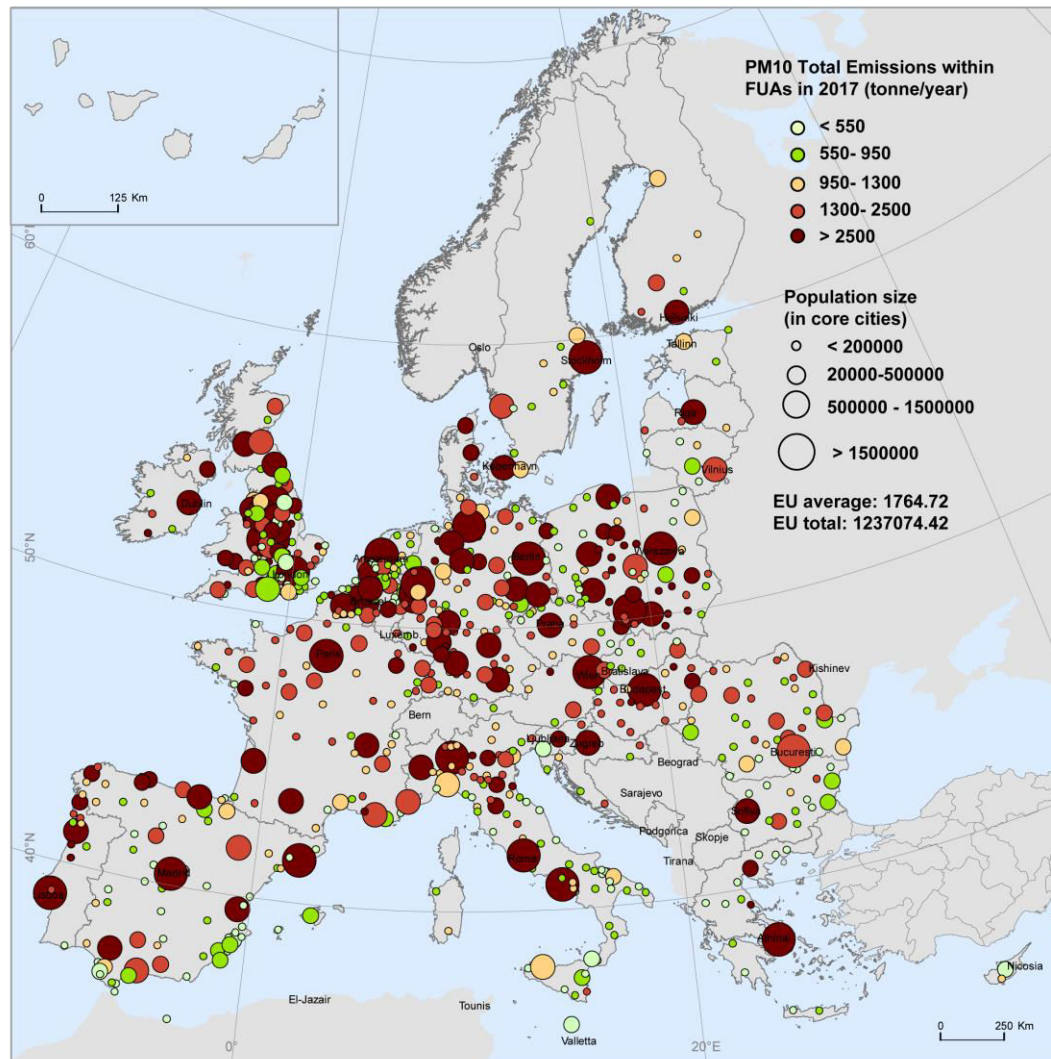 PM10 Total Emissions within
FUAs in 2017 (tonne/year)
< 550
550- 950
950- 1300
1300- 2500
> 2500
Population size
(in core cities)
< 200000
20000-500000
500000 - 1500000
> 1500000
EU average: 1764.72
EU total: 1237074.42
0 125 Km
60°
50°N
40°N
Oslo
Helsinki
Tallinn
Stockholm
Riga
Vilnius
København
Dublin
London
Berlin
Warszawa
Luxemb
Praha
Paris
Wien
Bratislava
Budapest
Kishinev
Bern
Ljubljana
Zagreb
Beograd
Bucuresti
Sarajevo
Podgorica
Skopje
Tirana
Roma
Madrid
Lisboa
Athinai
Nicosia
El-Jazair
Tounis
Valletta
0°
20°E
0 250 Km